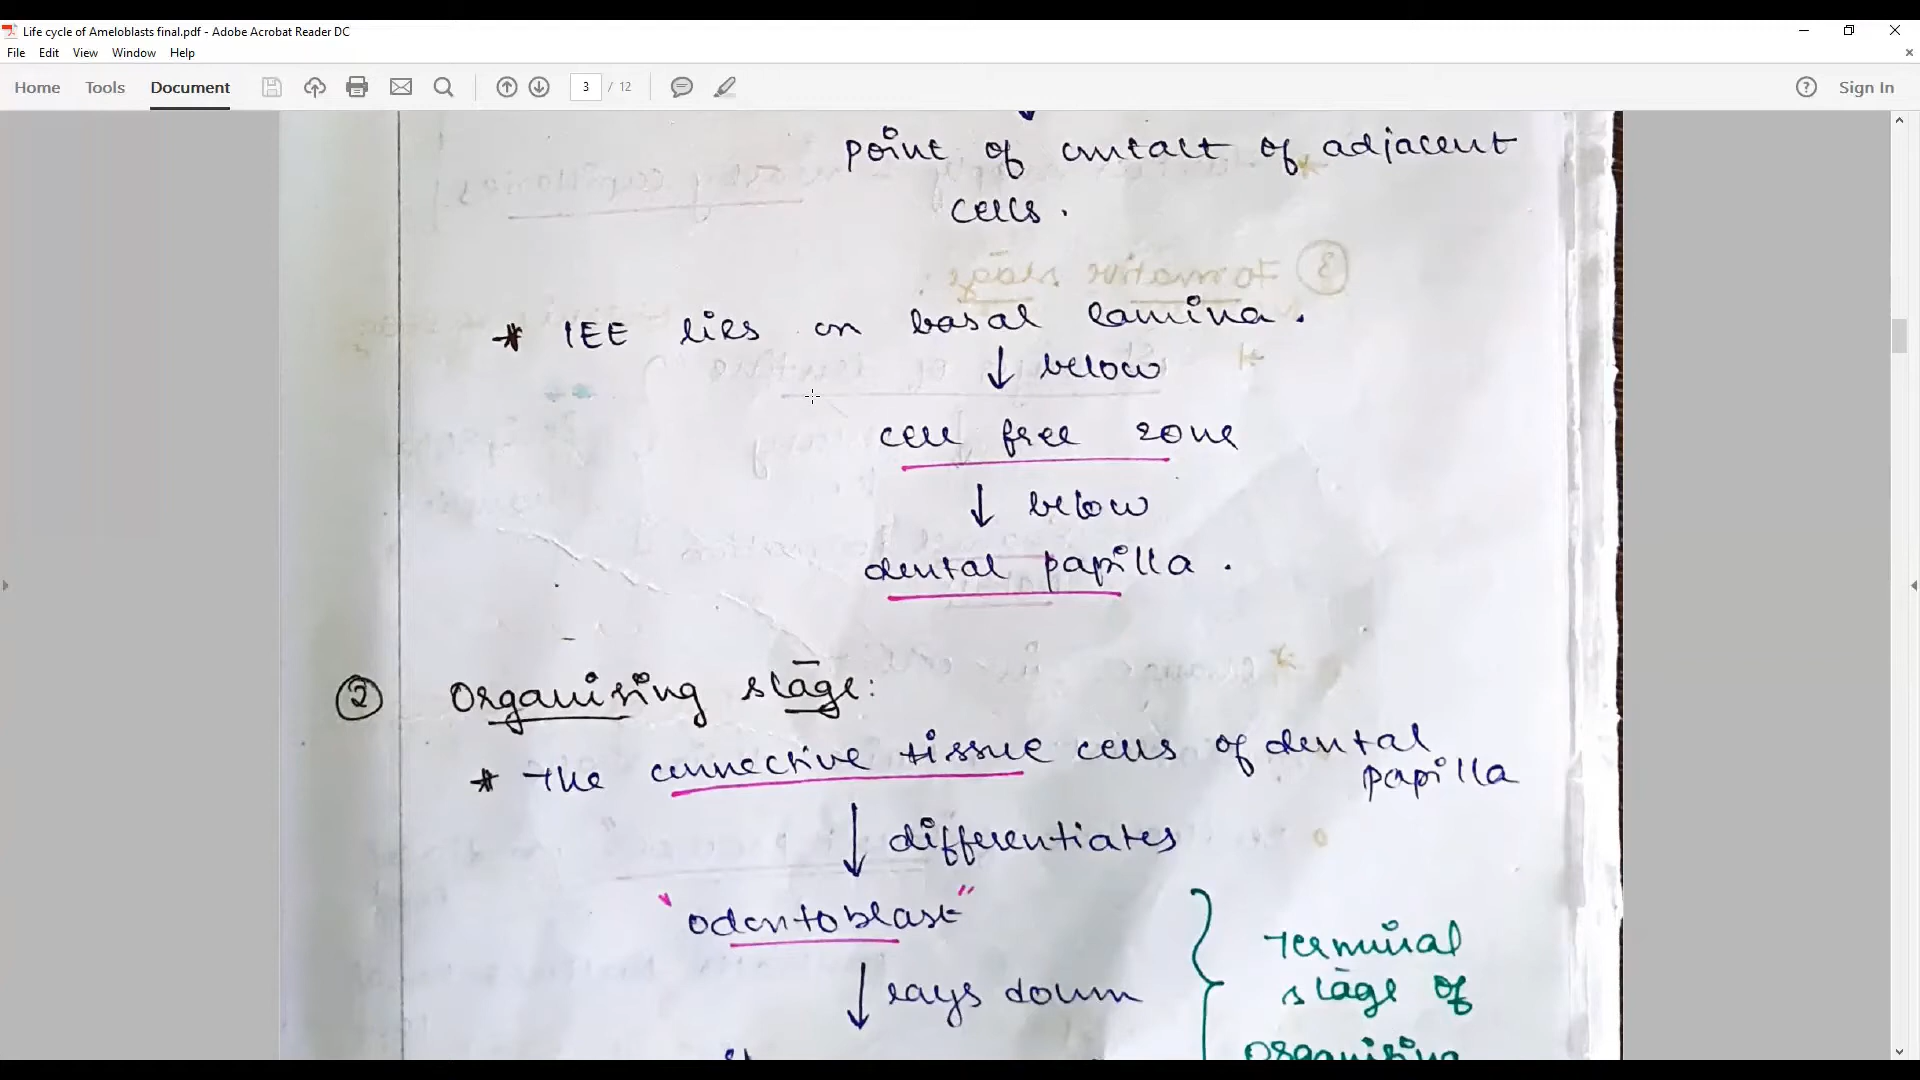 Life cycle of Ameloblasts final.pdf - Adobe Acrobat Reader DC
File Edit View Window Help
Home Tools Document 3 / 12 Sign In
point of contact of adjacent
cells.
* IEE lies on basal lamina.
↓ below
cell free zone
↓ below
dental papilla.
② Organising stage:
* The connective tissue cells of dental
papilla
↓ differentiates
"odontoblast"
↓ lays down
terminal
stage of
organising